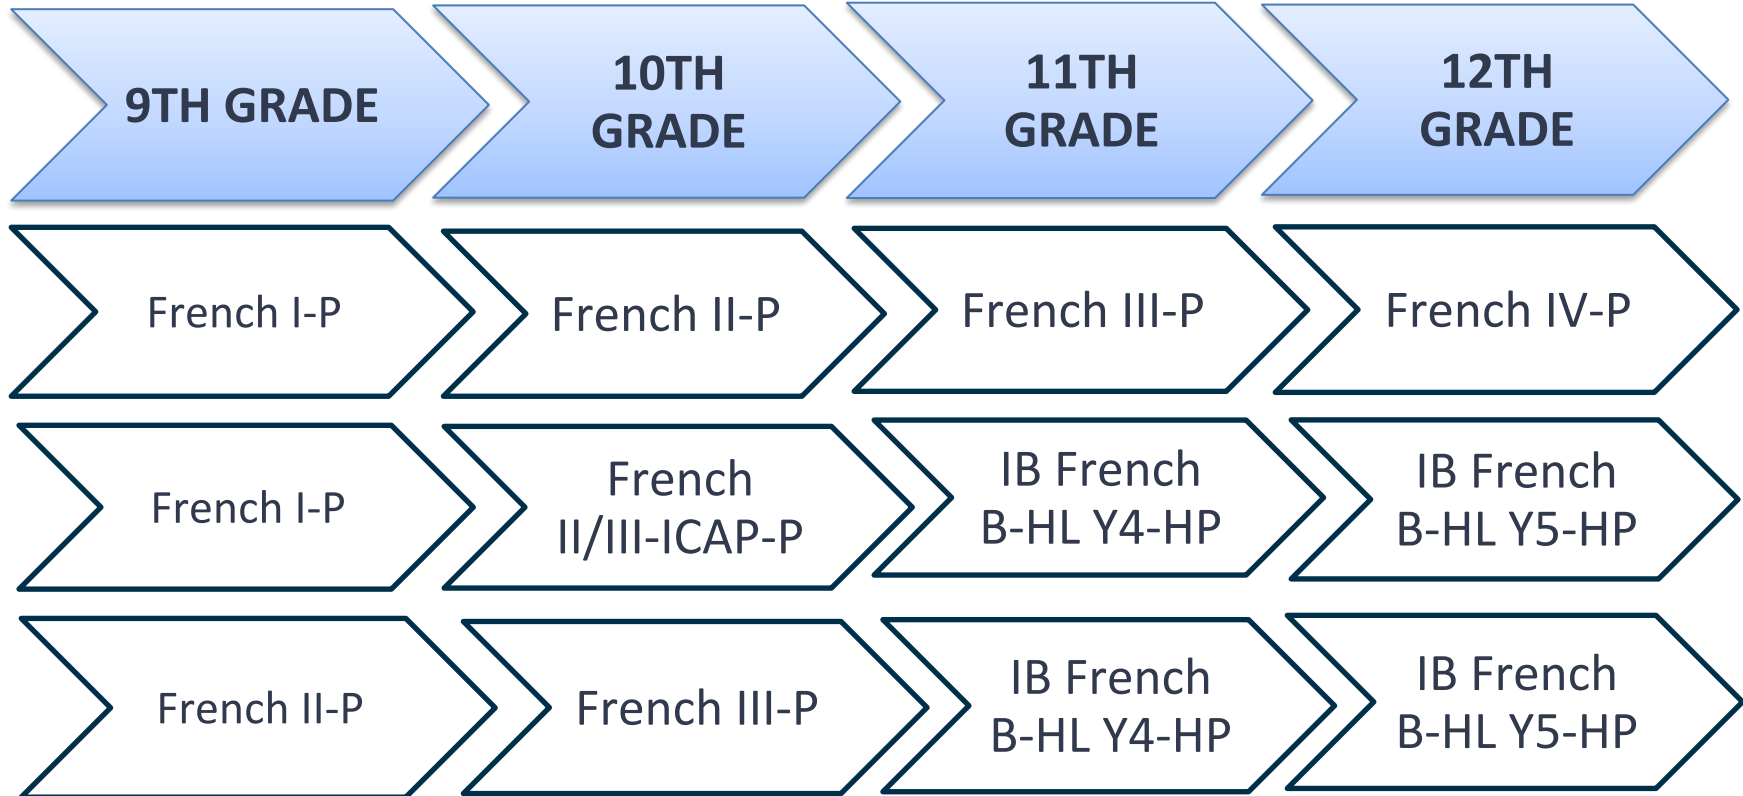 9TH GRADE
10TH
GRADE
11TH
GRADE
12TH
GRADE
French I-P
French II-P
French III-P
French IV-P
French I-P
French
II/III-ICAP-P
IB French
B-HL Y4-HP
IB French
B-HL Y5-HP
French II-P
French III-P
IB French
B-HL Y4-HP
IB French
B-HL Y5-HP